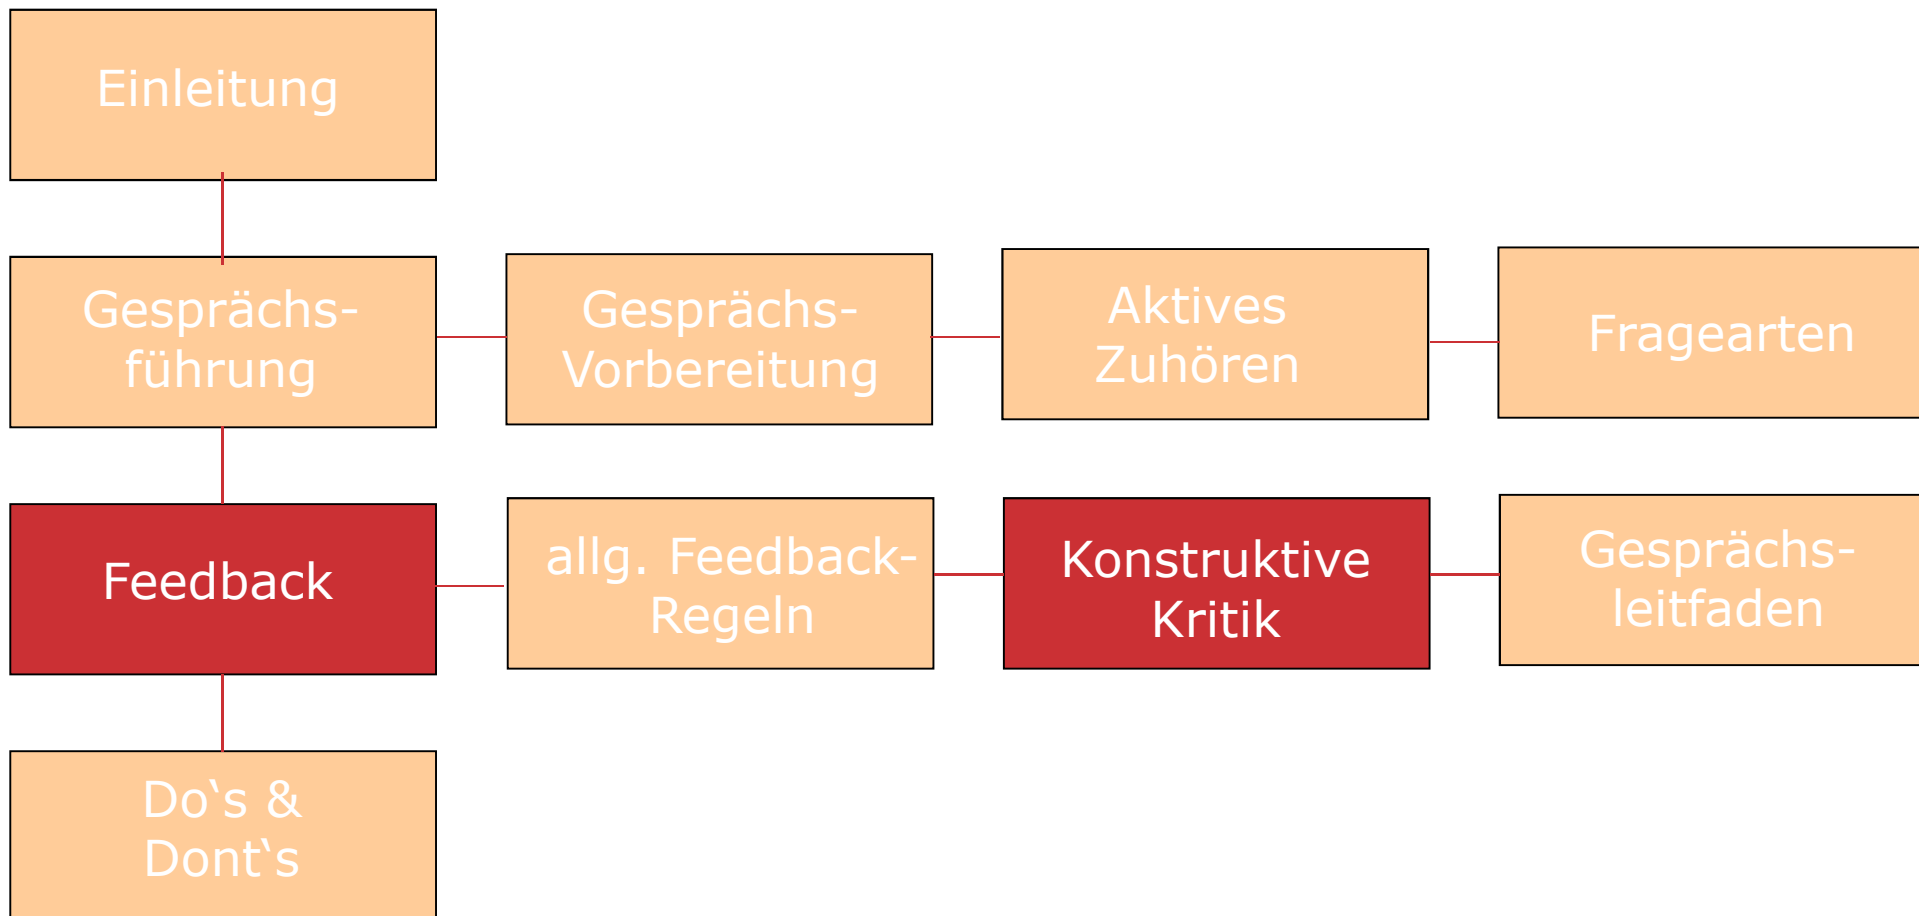 Einleitung
Gesprächs-
führung
Gesprächs-
Vorbereitung
Aktives
Zuhören
Fragearten
Feedback
allg. Feedback-
Regeln
Konstruktive
Kritik
Gesprächs-
leitfaden
Do‘s &
Dont‘s